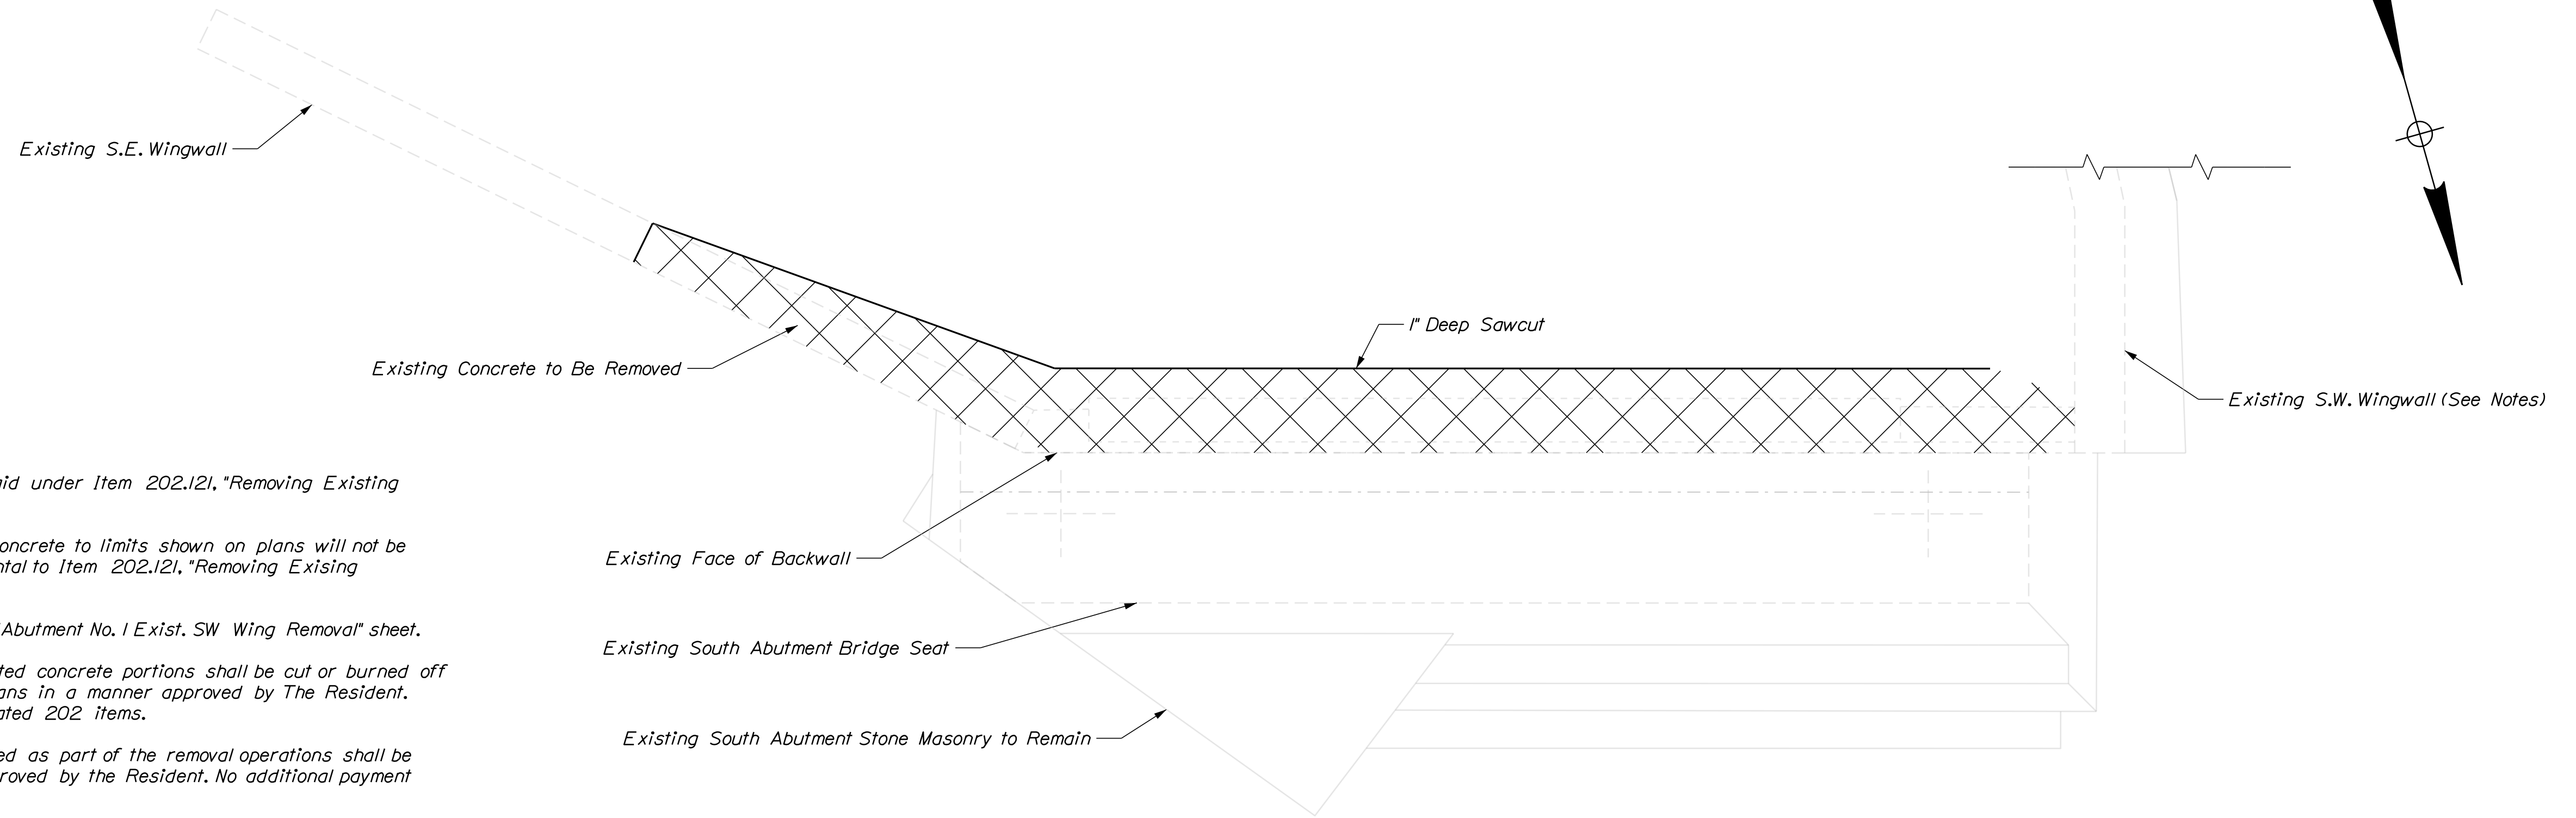 Existing S.E. Wingwall
1" Deep Sawcut
Existing Concrete to Be Removed
Existing S.W. Wingwall (See Notes)
Existing Face of Backwall
Existing South Abutment Bridge Seat
Existing South Abutment Stone Masonry to Remain
under Item 202.121, "Removing Existing
oncrete to limits shown on plans will not be
to Item 202.121, "Removing Exising
"Abutment No. 1 Exist. SW Wing Removal" sheet.
ted concrete portions shall be cut or burned off
ans in a manner approved by The Resident.
ated 202 items.
ed as part of the removal operations shall be
roved by the Resident. No additional payment